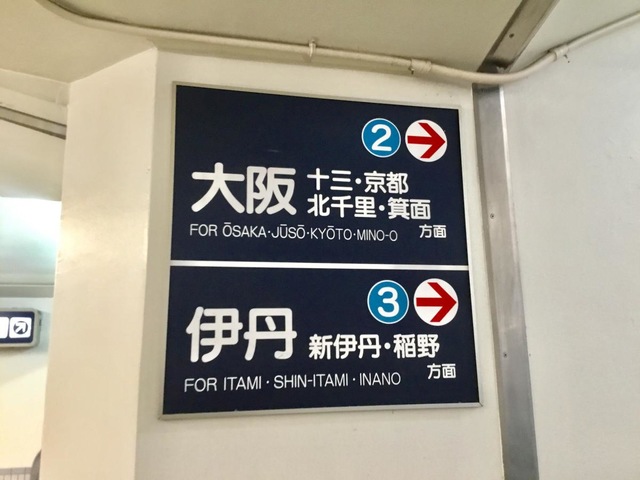 2
大阪 十三・京都
北千里・箕面
FOR ŌSAKA・JŪSŌ・KYŌTO・MINO-O 方面
3
伊丹 新伊丹・稲野
方面
FOR ITAMI・SHIN-ITAMI・INANO